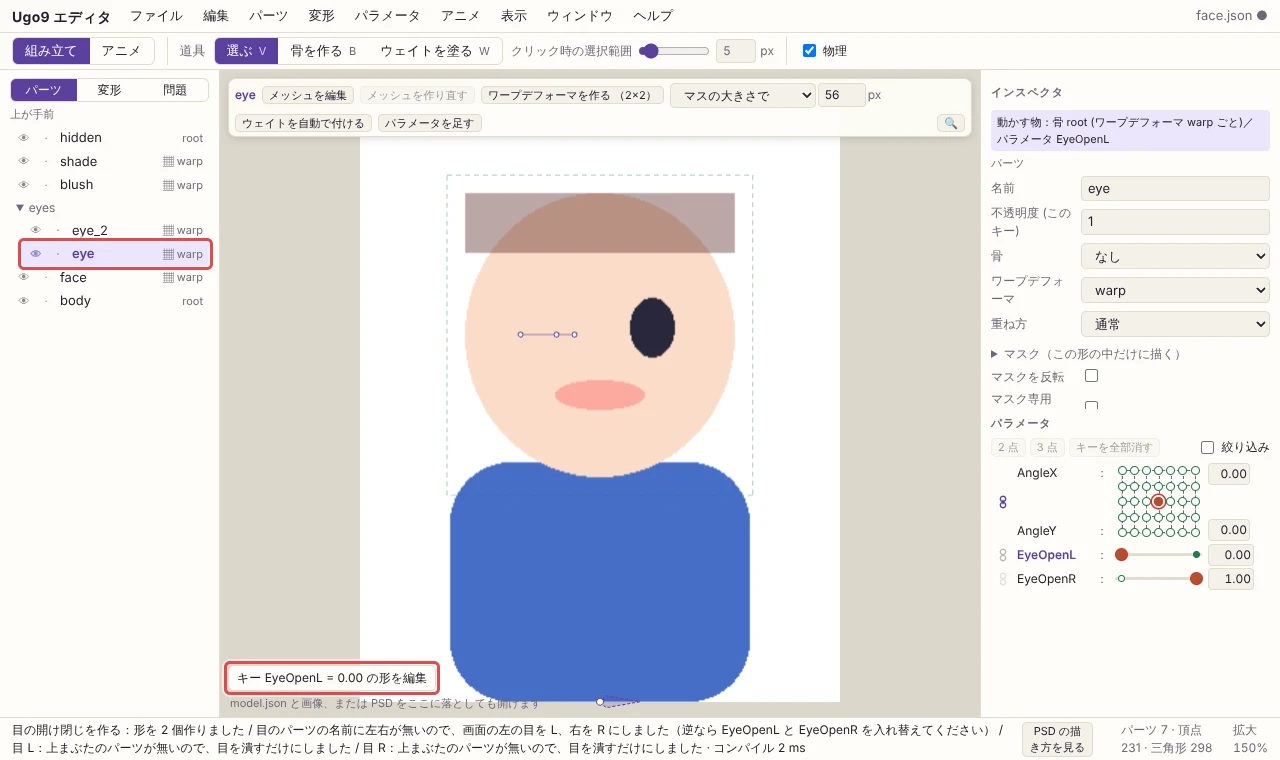 Ugo9 エディタ ファイル 編集 パーツ 変形 パラメータ アニメ 表示 ウィンドウ ヘルプ face.json
組み立て アニメ 道具 選ぶ V 骨を作る B ウェイトを塗る W クリック時の選択範囲 5 px 物理
パーツ 変形 問題
上が手前
hidden root
shade warp
blush warp
eyes
eye_2 warp
eye warp
face warp
body root
eye メッシュを編集 メッシュを作り直す ワープデフォーマを作る (2×2) マスの大きさで 56 px
ウェイトを自動で付ける パラメータを足す
キー EyeOpenL = 0.00 の形を編集
model.json と画像、または PSD をここに落としても開けます
インスペクタ
動かす物：骨 root (ワープデフォーマ warp ごと)／
パラメータ EyeOpenL
パーツ
名前 eye
不透明度 (この
キー) 1
骨 なし
ワープデフォ
ーマ warp
重ね方 通常
マスク（この形の中だけに描く）
マスクを反転
マスク専用
パラメータ
2 点 3 点 キーを全部消す 絞り込み
AngleX : 0.00
AngleY : 0.00
EyeOpenL : 0.00
EyeOpenR : 1.00
目の開け閉じを作る：形を 2 個作りました / 目のパーツの名前に左右が無いので、画面の左の目を L、右を R にしました（逆なら EyeOpenL と EyeOpenR を入れ替えてください） /
目 L：上まぶたのパーツが無いので、目を潰すだけにしました / 目 R：上まぶたのパーツが無いので、目を潰すだけにしました · コンパイル 2 ms
PSD の描
き方を見る
パーツ 7 · 頂点
231 · 三角形 298
拡大
150%